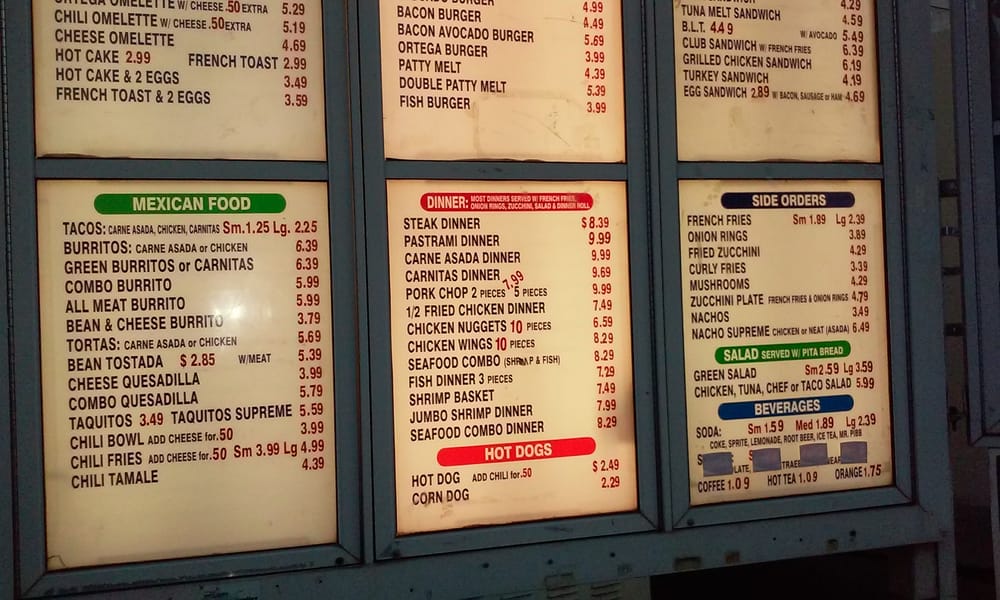 OMELETTE W/ CHEESE .50 EXTRA 5.29
CHILI OMELETTE W/ CHEESE .50 EXTRA 5.19
CHEESE OMELETTE 4.69
HOT CAKE 2.99 FRENCH TOAST 2.99
HOT CAKE & 2 EGGS 3.49
FRENCH TOAST & 2 EGGS 3.59
BURGER 4.99
BACON BURGER 4.49
BACON AVOCADO BURGER 5.69
ORTEGA BURGER 3.99
PATTY MELT 4.39
DOUBLE PATTY MELT 5.39
FISH BURGER 3.99
SANDWICH 4.29
TUNA MELT SANDWICH 4.59
B.L.T. 4.49 W/ AVOCADO 5.49
CLUB SANDWICH W/ FRENCH FRIES 6.39
GRILLED CHICKEN SANDWICH 6.19
TURKEY SANDWICH 4.19
EGG SANDWICH 2.89 W/ BACON, SAUSAGE or HAM 4.69
MEXICAN FOOD
TACOS: CARNE ASADA, CHICKEN, CARNITAS Sm.1.25 Lg. 2.25
BURRITOS: CARNE ASADA or CHICKEN 6.39
GREEN BURRITOS or CARNITAS 6.39
COMBO BURRITO 5.99
ALL MEAT BURRITO 5.99
BEAN & CHEESE BURRITO 3.79
TORTAS: CARNE ASADA or CHICKEN 5.69
BEAN TOSTADA $2.85 W/MEAT 5.39
CHEESE QUESADILLA 3.99
COMBO QUESADILLA 5.79
TAQUITOS 3.49 TAQUITOS SUPREME 5.59
CHILI BOWL ADD CHEESE for .50 3.99
CHILI FRIES ADD CHEESE for .50 Sm 3.99 Lg 4.99
CHILI TAMALE 4.39
DINNER: MOST DINNERS SERVED W/ FRENCH FRIES,
ONION RINGS, ZUCCHINI, SALAD & DINNER ROLL
STEAK DINNER $8.39
PASTRAMI DINNER 9.99
CARNE ASADA DINNER 9.99
CARNITAS DINNER 9.69
PORK CHOP 2 PIECES 7.99 5 PIECES 9.99
1/2 FRIED CHICKEN DINNER 7.49
CHICKEN NUGGETS 10 PIECES 6.59
CHICKEN WINGS 10 PIECES 8.29
SEAFOOD COMBO (SHRIMP & FISH) 8.29
FISH DINNER 3 PIECES 7.29
SHRIMP BASKET 7.49
JUMBO SHRIMP DINNER 7.99
SEAFOOD COMBO DINNER 8.29
HOT DOGS
HOT DOG ADD CHILI for .50 $2.49
CORN DOG 2.29
SIDE ORDERS
FRENCH FRIES Sm 1.89 Lg 2.39
ONION RINGS 3.89
FRIED ZUCCHINI 4.29
CURLY FRIES 3.39
MUSHROOMS 4.29
ZUCCHINI PLATE FRENCH FRIES & ONION RINGS 4.79
NACHOS 3.49
NACHO SUPREME CHICKEN or NEAT (ASADA) 6.49
SALAD SERVED W/ PITA BREAD
GREEN SALAD Sm 2.59 Lg 3.59
CHICKEN, TUNA, CHEF or TACO SALAD 5.99
BEVERAGES
SODA: Sm 1.59 Med 1.89 Lg 2.39
COKE, SPRITE, LEMONADE, ROOT BEER, ICE TEA, MR. PIBB
COFFEE 1.09 HOT TEA 1.09 ORANGE 1.75